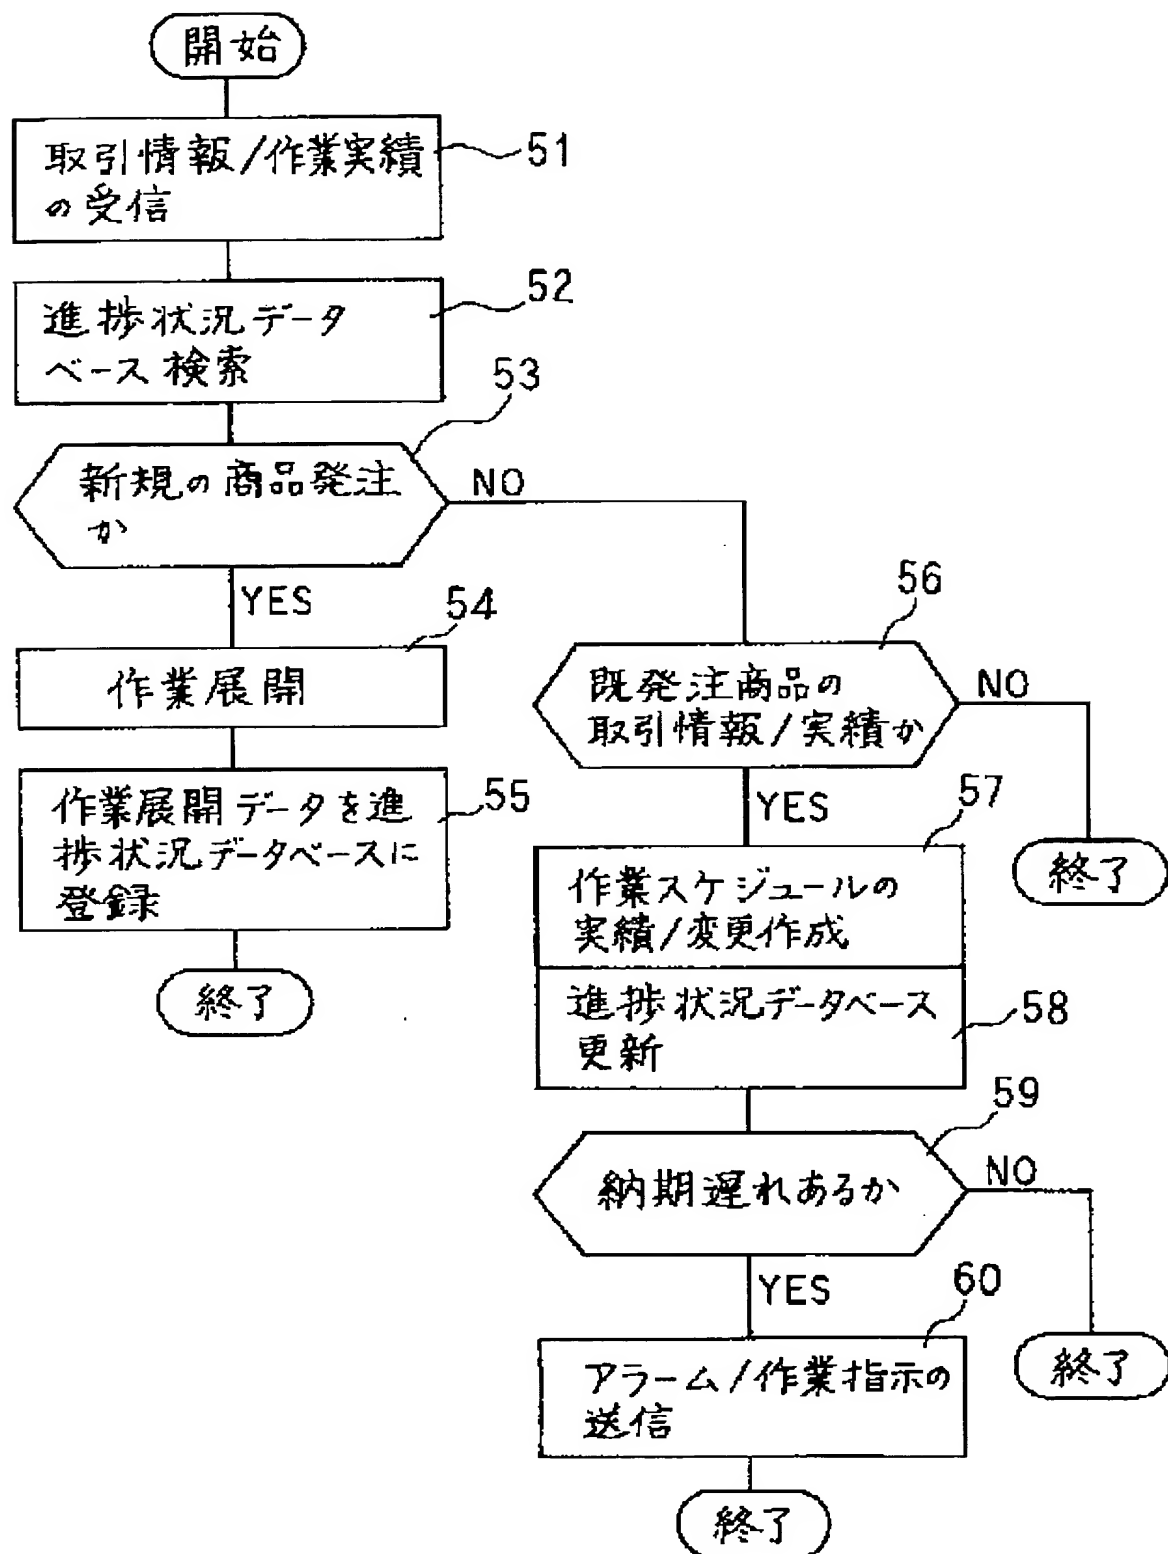 開始
取引情報/作業実績
の受信
51
進捗状況データ
ベース検索
52
新規の商品発注
か
53
NO
YES
作業展開
54
作業展開データを進
捗状況データベースに
登録
55
終了
既発注商品の
取引情報/実績か
56
NO
終了
YES
作業スケジュールの
実績/変更作成
57
進捗状況データベース
更新
58
納期遅れあるか
59
NO
終了
YES
アラーム/作業指示の
送信
60
終了